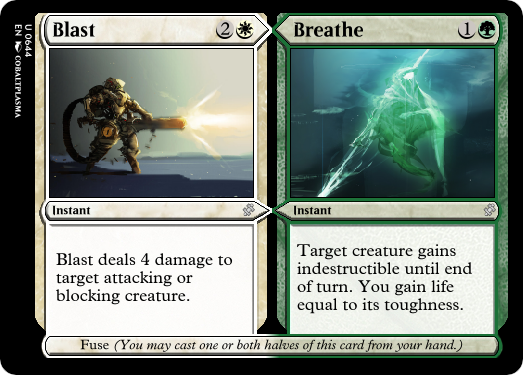 Blast 2
Breathe 1
Instant
Instant
Blast deals 4 damage to
target attacking or
blocking creature.
Target creature gains
indestructible until end
of turn. You gain life
equal to its toughness.
Fuse (You may cast one or both halves of this card from your hand.)
U 0644
EN COBALTPLASMA